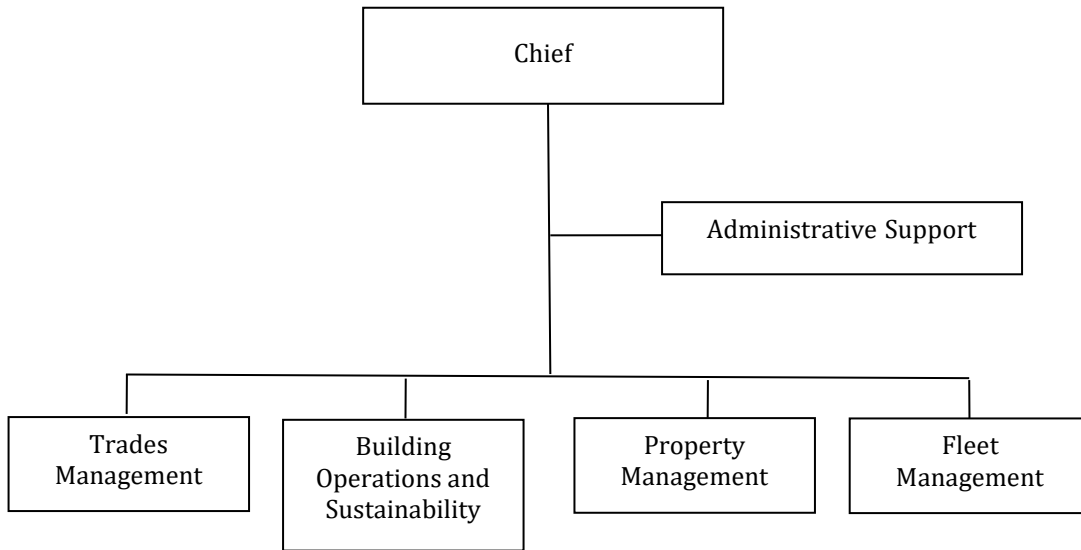 Chief
Administrative Support
Trades
Management
Building
Operations and
Sustainability
Property
Management
Fleet
Management